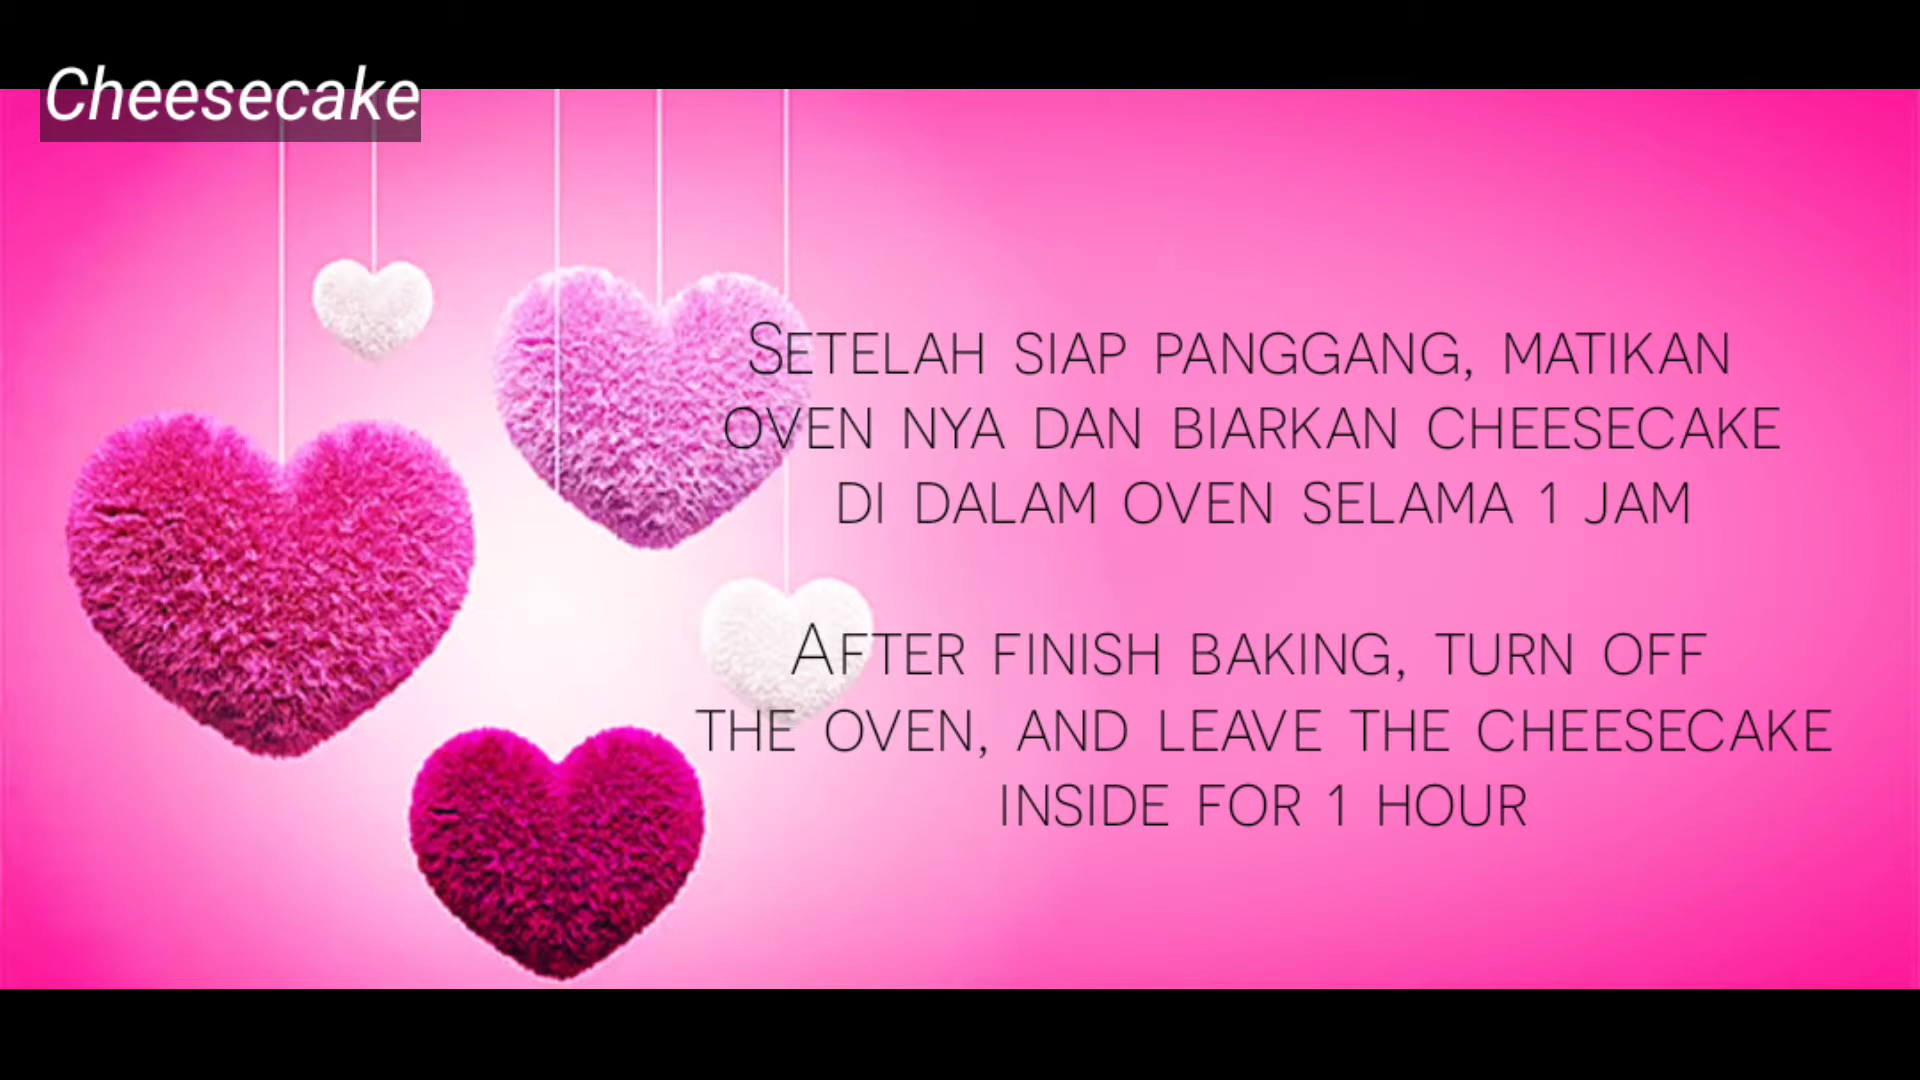 Cheesecake
Setelah siap panggang, matikan
oven nya dan biarkan cheesecake
di dalam oven selama 1 jam
After finish baking, turn off
the oven, and leave the cheesecake
inside for 1 hour